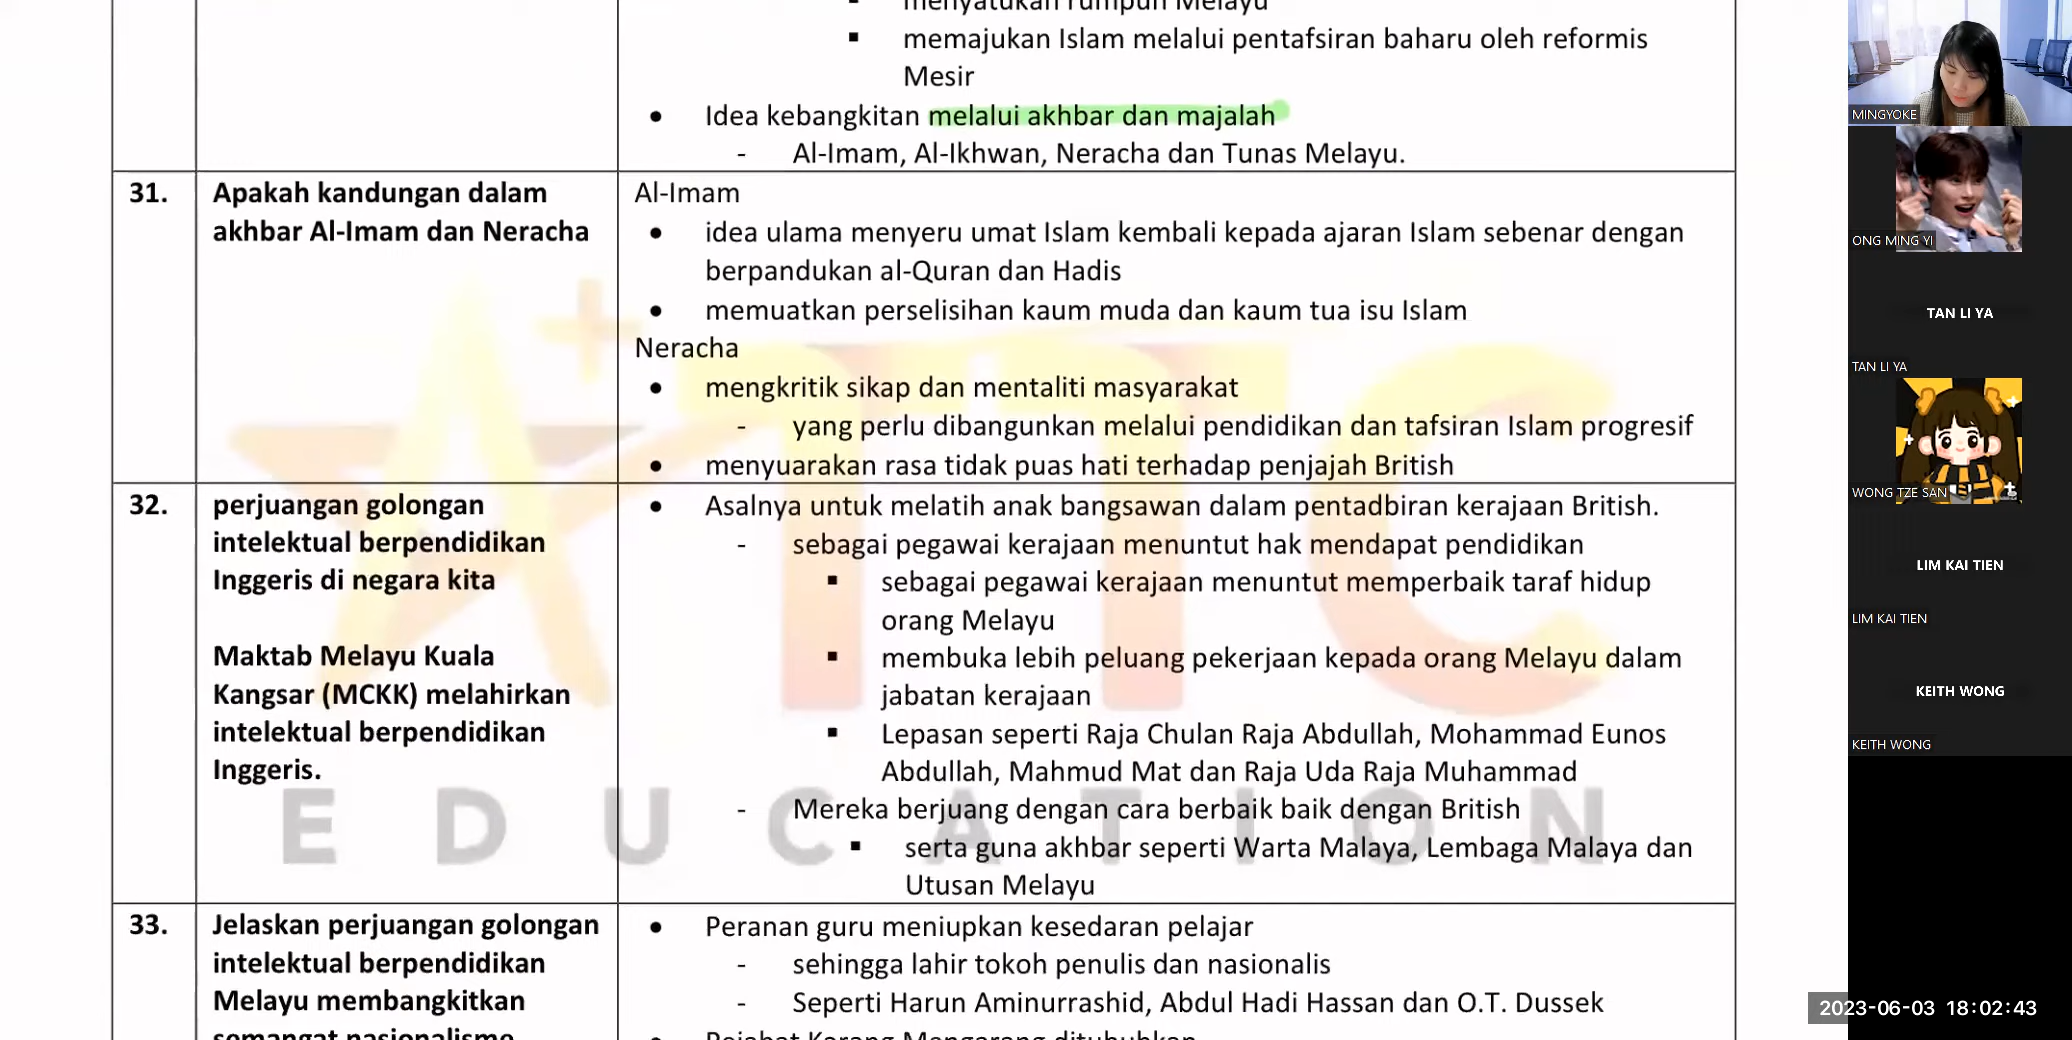 menyatukan rumpun Melayu
▪ memajukan Islam melalui pentafsiran baharu oleh reformis
Mesir
• Idea kebangkitan melalui akhbar dan majalah
- Al-Imam, Al-Ikhwan, Neracha dan Tunas Melayu.
31.
Apakah kandungan dalam
akhbar Al-Imam dan Neracha
Al-Imam
• idea ulama menyeru umat Islam kembali kepada ajaran Islam sebenar dengan
berpandukan al-Quran dan Hadis
• memuatkan perselisihan kaum muda dan kaum tua isu Islam
Neracha
• mengkritik sikap dan mentaliti masyarakat
- yang perlu dibangunkan melalui pendidikan dan tafsiran Islam progresif
• menyuarakan rasa tidak puas hati terhadap penjajah British
32.
perjuangan golongan
intelektual berpendidikan
Inggeris di negara kita
Maktab Melayu Kuala
Kangsar (MCKK) melahirkan
intelektual berpendidikan
Inggeris.
• Asalnya untuk melatih anak bangsawan dalam pentadbiran kerajaan British.
- sebagai pegawai kerajaan menuntut hak mendapat pendidikan
▪ sebagai pegawai kerajaan menuntut memperbaik taraf hidup
orang Melayu
▪ membuka lebih peluang pekerjaan kepada orang Melayu dalam
jabatan kerajaan
▪ Lepasan seperti Raja Chulan Raja Abdullah, Mohammad Eunos
Abdullah, Mahmud Mat dan Raja Uda Raja Muhammad
- Mereka berjuang dengan cara berbaik baik dengan British
▪ serta guna akhbar seperti Warta Malaya, Lembaga Malaya dan
Utusan Melayu
33.
Jelaskan perjuangan golongan
intelektual berpendidikan
Melayu membangkitkan
semangat nasionalisme
• Peranan guru meniupkan kesedaran pelajar
- sehingga lahir tokoh penulis dan nasionalis
- Seperti Harun Aminurrashid, Abdul Hadi Hassan dan O.T. Dussek
• Pejabat Karang Mengarang ditubuhkan
ATTC
EDUCATION
MINGYOKE
ONG MING YI
TAN LI YA
TAN LI YA
WONG TZE SAN
LIM KAI TIEN
LIM KAI TIEN
KEITH WONG
KEITH WONG
2023-06-03 18:02:43